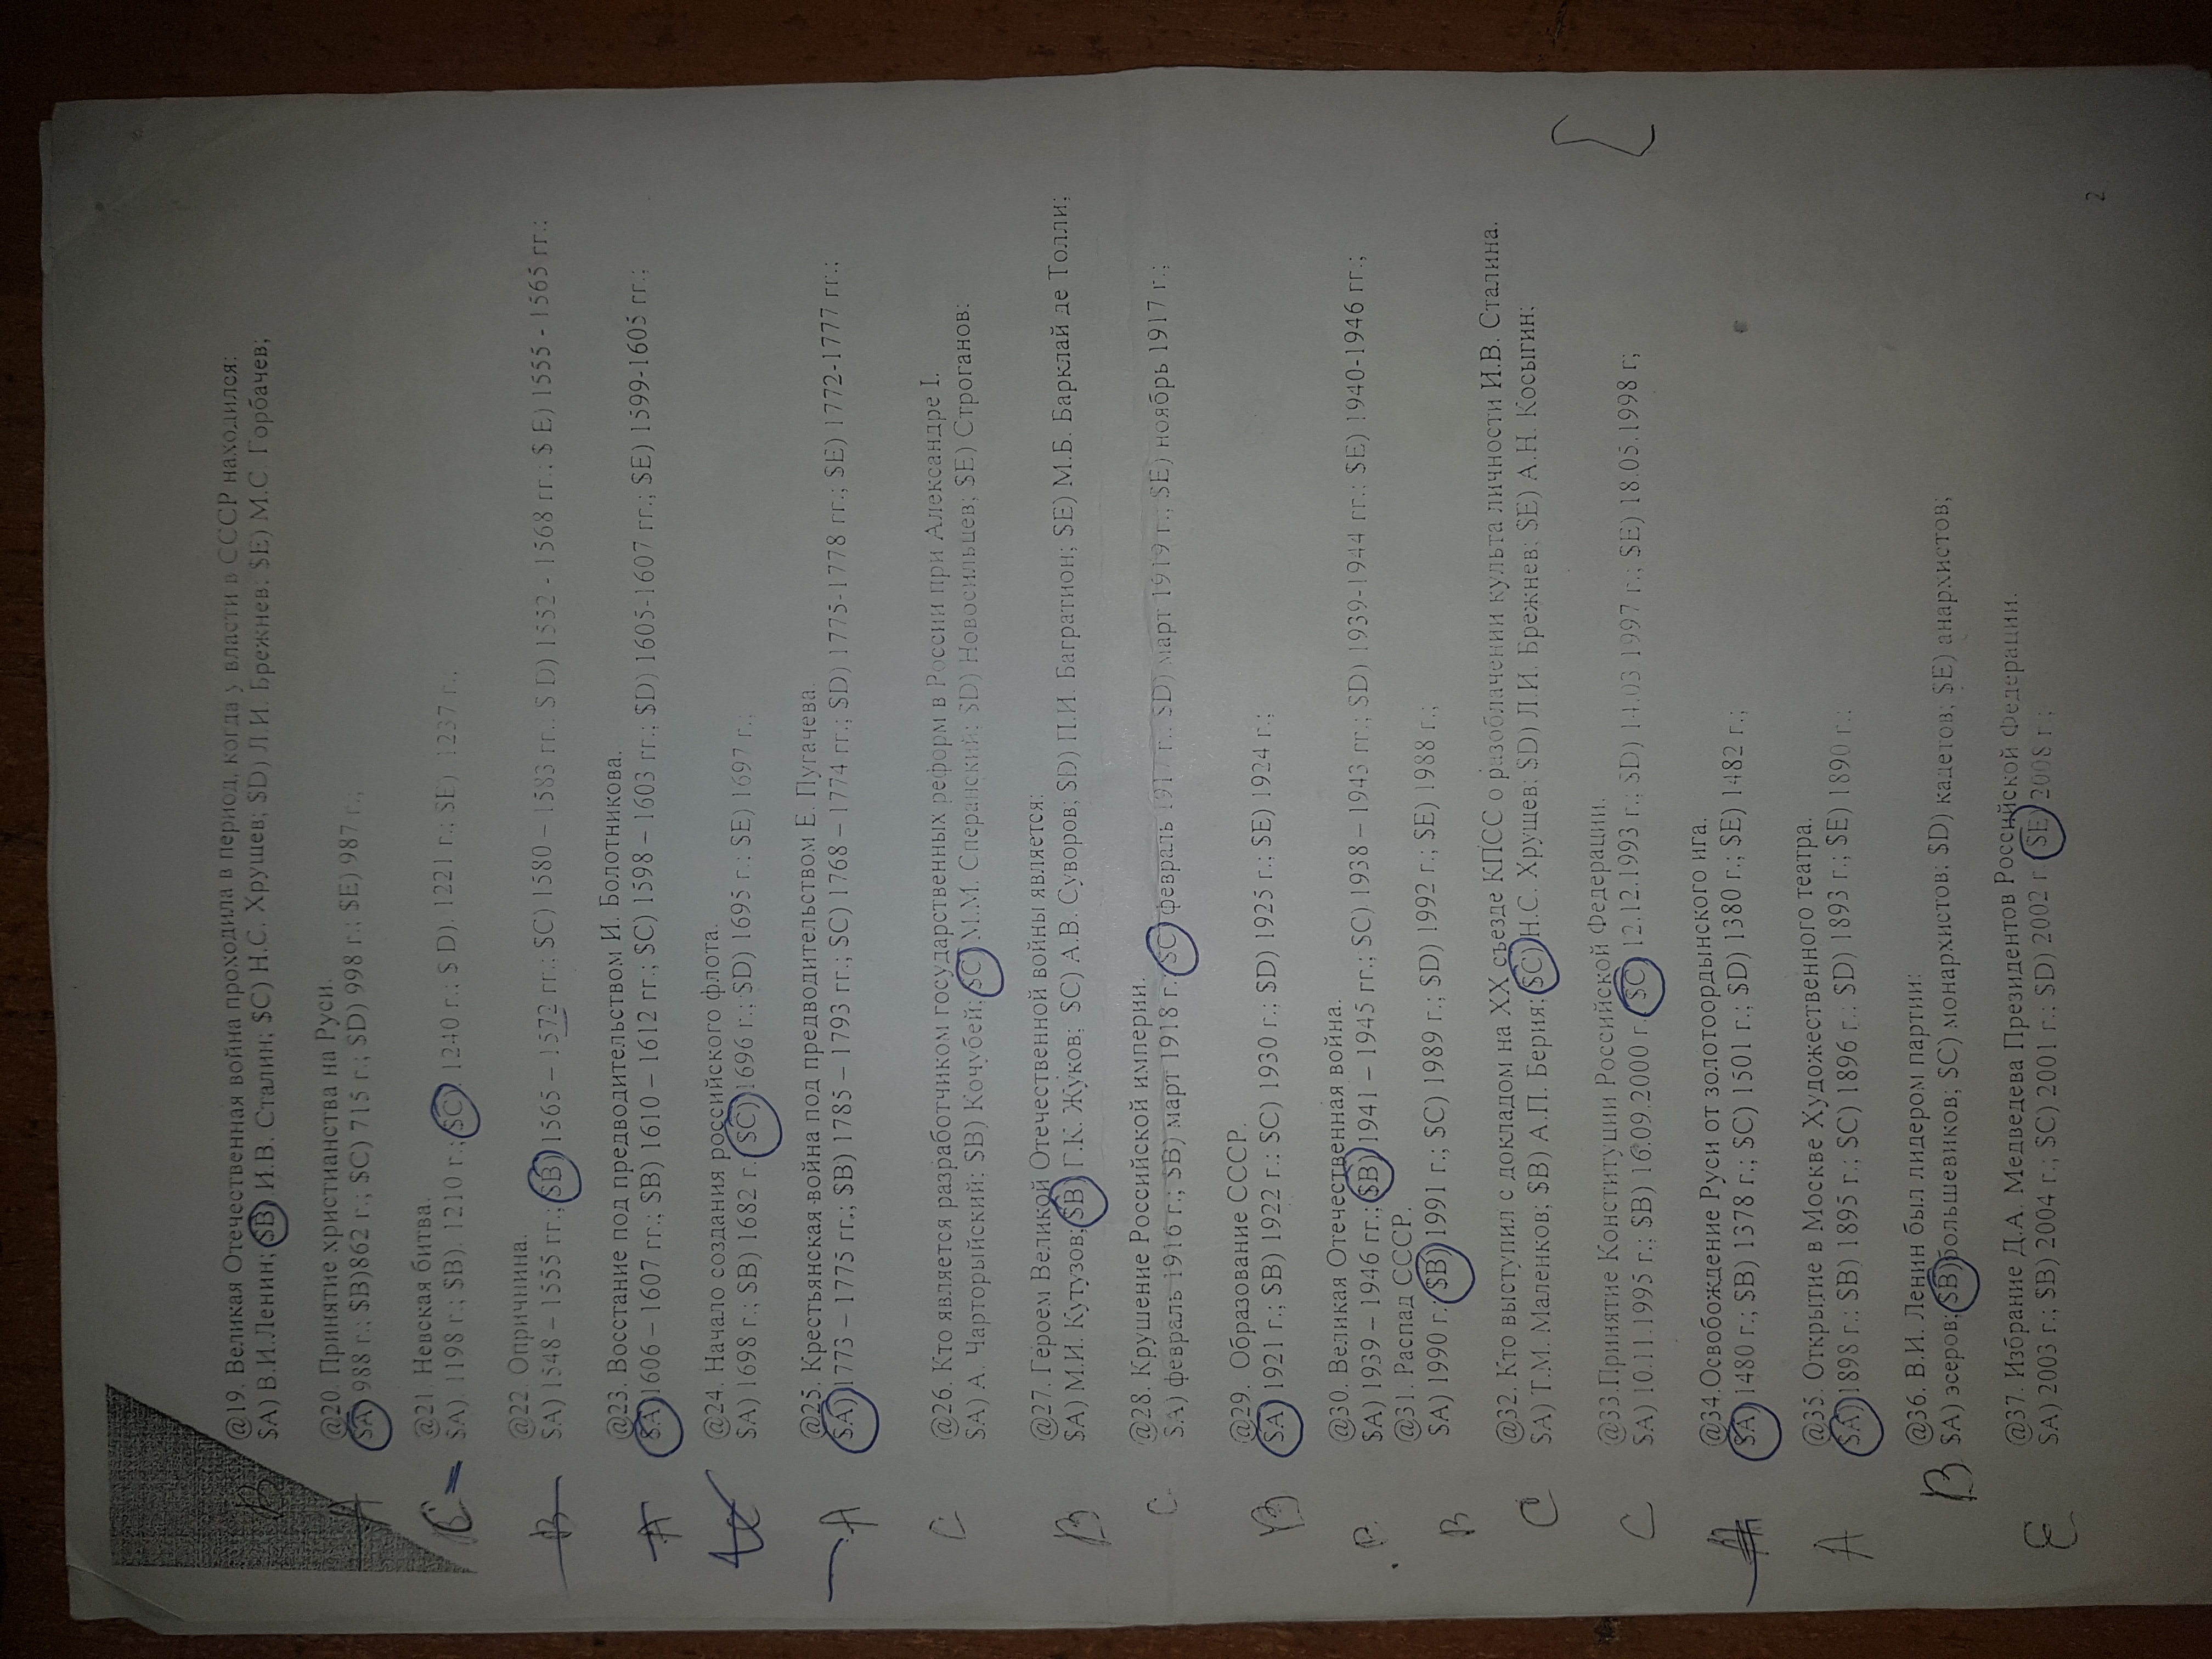 B @19. Великая Отечественная война проходила в период, когда у власти в СССР находился:
$A) В.И.Ленин; $B) И.В. Сталин; $C) Н.С. Хрущев; $D) Л.И. Брежнев; $E) М.С. Горбачев;
A @20. Принятие христианства на Руси.
$A) 988 г.; $B)862 г.; $C) 715 г.; $D) 998 г.; $E) 987 г.;
C @21. Невская битва.
$A). 1198 г.; $B). 1210 г.; $C). 1240 г.; $ D). 1221 г.; $E). 1237 г.;
B @22. Опричнина.
$A) 1548 – 1555 гг.; $B) 1565 – 1572 гг.; $C) 1580 – 1583 гг.; $ D) 1552 - 1568 гг.; $ E) 1555 - 1565 гг.;
A @23. Восстание под предводительством И. Болотникова.
$A) 1606 – 1607 гг.; $B) 1610 – 1612 гг.; $C) 1598 – 1603 гг.; $D) 1605-1607 гг.; $E) 1599-1605 гг.;
C @24. Начало создания российского флота.
$A) 1698 г.; $B) 1682 г. $C) 1696 г.; $D) 1695 г.; $E) 1697 г.;
A @25. Крестьянская война под предводительством Е. Пугачева.
$A) 1773 – 1775 гг.; $B) 1785 – 1793 гг.; $C) 1768 – 1774 гг.; $D) 1775-1778 гг.; $E) 1772-1777 гг.;
C @26. Кто является разработчиком государственных реформ в России при Александре I.
$A) А. Чарторыйский; $B) Кочубей; $C) М.М. Сперанский; $D) Новосильцев; $E) Строганов;
B @27. Героем Великой Отечественной войны является:
$A) М.И. Кутузов; $B) Г.К. Жуков; $C) А.В. Суворов; $D) П.И. Багратион; $E) М.Б. Барклай де Толли;
C @28. Крушение Российской империи.
$A) февраль 1916 г.; $B) март 1918 г.; $C) февраль 1917 г.; $D) март 1919 г.; $E) ноябрь 1917 г.;
B @29. Образование СССР.
$A) 1921 г.; $B) 1922 г.; $C) 1930 г.; $D) 1925 г.; $E) 1924 г.;
B @30. Великая Отечественная война.
$A) 1939 – 1946 гг.; $B) 1941 – 1945 гг.; $C) 1938 – 1943 гг.; $D) 1939-1944 гг.; $E) 1940-1946 гг.;
@31. Распад СССР.
B $A) 1990 г.; $B) 1991 г.; $C) 1989 г.; $D) 1992 г.; $E) 1988 г.;
@32. Кто выступил с докладом на XX съезде КПСС о разоблачении культа личности И.В. Сталина.
C $A) Т.М. Маленков; $B) А.П. Берия; $C) Н.С. Хрущев; $D) Л.И. Брежнев; $E) А.Н. Косыгин;
@33.Принятие Конституции Российской Федерации.
C $A) 10.11.1995 г.; $B) 16.09.2000 г. $C) 12.12.1993 г.; $D) 14.03.1997 г.; $E) 18.05.1998 г;
@34.Освобождение Руси от золотоордынского ига.
A $A) 1480 г.; $B) 1378 г.; $C) 1501 г.; $D) 1380 г.; $E) 1482 г.;
@35. Открытие в Москве Художественного театра.
A $A) 1898 г.; $B) 1895 г.; $C) 1896 г.; $D) 1893 г.; $E) 1890 г.;
@36. В.И. Ленин был лидером партии:
B $A) эсеров; $B)большевиков; $C) монархистов; $D) кадетов; $E) анархистов;
@37. Избрание Д.А. Медведева Президентов Российской Федерации.
E $A) 2003 г.; $B) 2004 г.; $C) 2001 г.; $D) 2002 г. $E) 2008 г.;
2